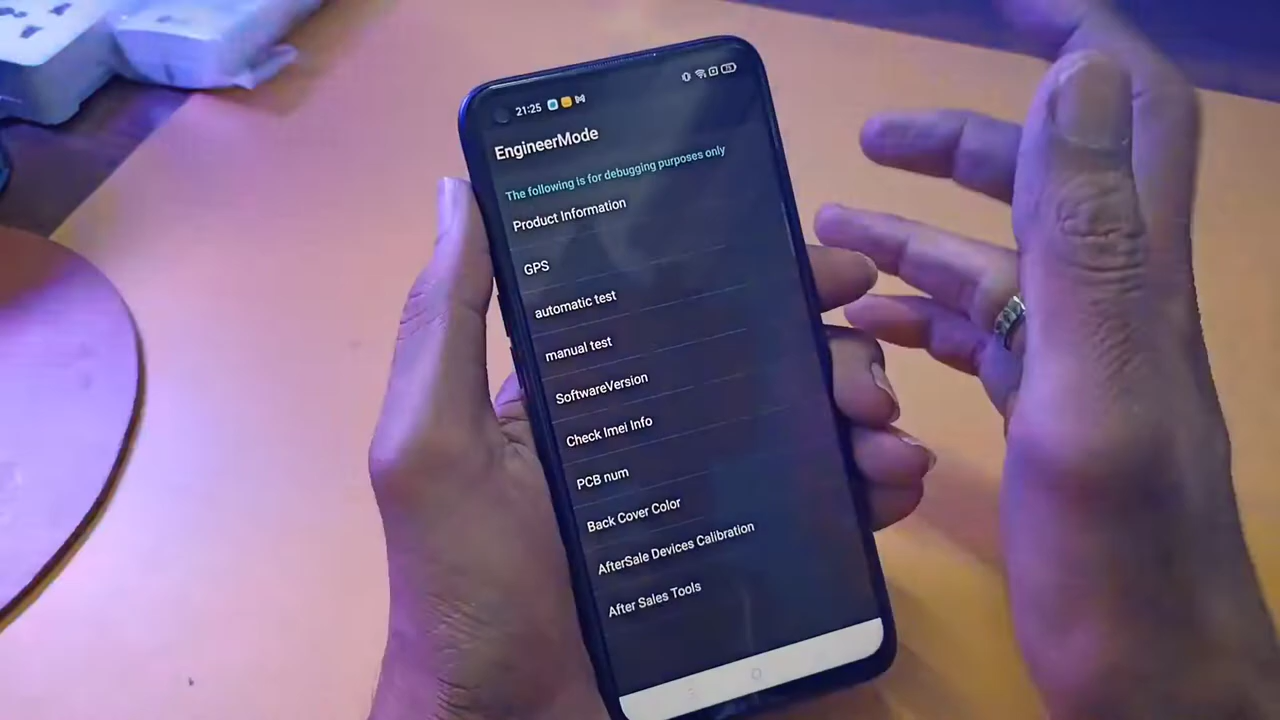 21:25
EngineerMode
The following is for debugging purposes only
Product Information
GPS
automatic test
manual test
SoftwareVersion
Check Imei Info
PCB num
Back Cover Color
AfterSale Devices Calibration
After Sales Tools